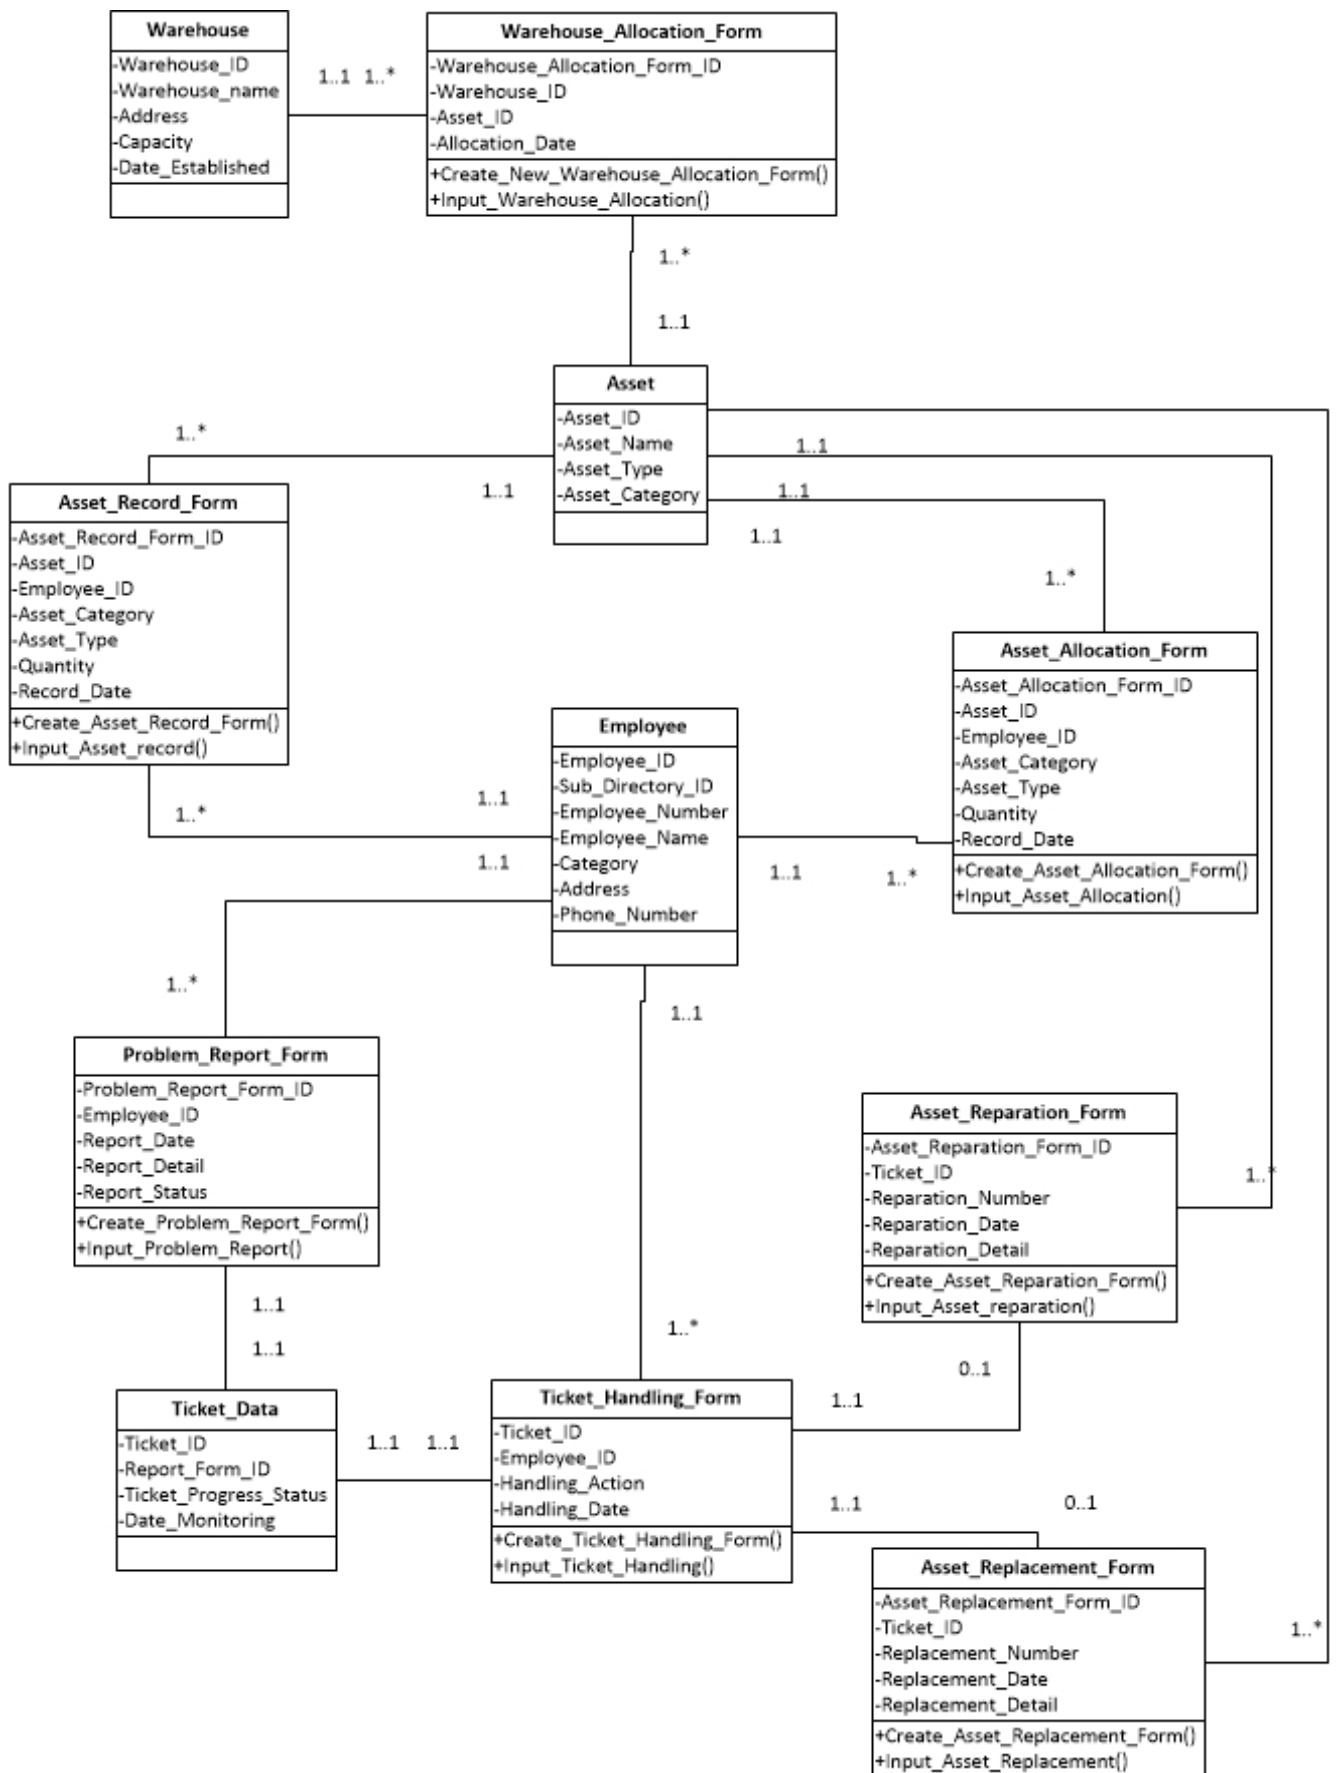 Warehouse
-Warehouse_ID
-Warehouse_name
-Address
-Capacity
-Date_Established
1..1 1..*
Warehouse_Allocation_Form
-Warehouse_Allocation_Form_ID
-Warehouse_ID
-Asset_ID
-Allocation_Date
+Create_New_Warehouse_Allocation_Form()
+Input_Warehouse_Allocation()
1..*
1..1
Asset
-Asset_ID
-Asset_Name
-Asset_Type
-Asset_Category
1..*
1..1
1..1
1..1
1..1
1..*
Asset_Record_Form
-Asset_Record_Form_ID
-Asset_ID
-Employee_ID
-Asset_Category
-Asset_Type
-Quantity
-Record_Date
+Create_Asset_Record_Form()
+Input_Asset_record()
Asset_Allocation_Form
-Asset_Allocation_Form_ID
-Asset_ID
-Employee_ID
-Asset_Category
-Asset_Type
-Quantity
-Record_Date
+Create_Asset_Allocation_Form()
+Input_Asset_Allocation()
Employee
-Employee_ID
-Sub_Directory_ID
-Employee_Number
-Employee_Name
-Category
-Address
-Phone_Number
1..1
1..*
1..1
1..1
1..*
1..*
1..1
Problem_Report_Form
-Problem_Report_Form_ID
-Employee_ID
-Report_Date
-Report_Detail
-Report_Status
+Create_Problem_Report_Form()
+Input_Problem_Report()
Asset_Reparation_Form
-Asset_Reparation_Form_ID
-Ticket_ID
-Reparation_Number
-Reparation_Date
-Reparation_Detail
+Create_Asset_Reparation_Form()
+Input_Asset_reparation()
1..*
1..1
1..1
1..*
0..1
1..1
Ticket_Data
-Ticket_ID
-Report_Form_ID
-Ticket_Progress_Status
-Date_Monitoring
1..1 1..1
Ticket_Handling_Form
-Ticket_ID
-Employee_ID
-Handling_Action
-Handling_Date
+Create_Ticket_Handling_Form()
+Input_Ticket_Handling()
1..1
0..1
Asset_Replacement_Form
-Asset_Replacement_Form_ID
-Ticket_ID
-Replacement_Number
-Replacement_Date
-Replacement_Detail
+Create_Asset_Replacement_Form()
+Input_Asset_Replacement()
1..*